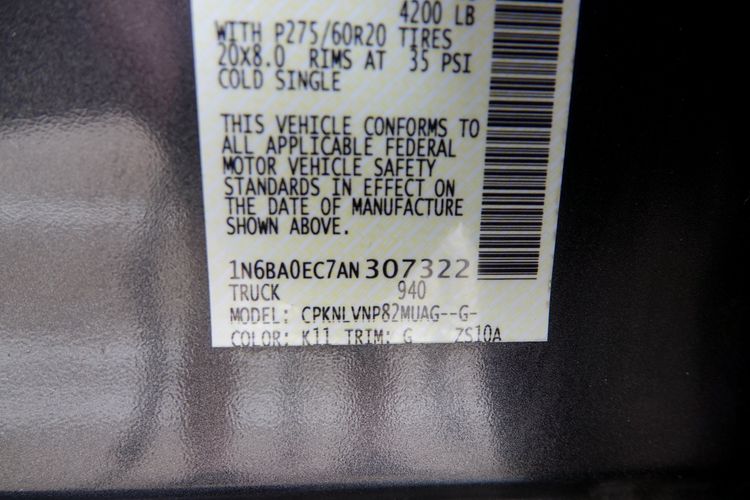 4200 LB
WITH P275/60R20 TIRES
20X8.0 RIMS AT 35 PSI
COLD SINGLE
THIS VEHICLE CONFORMS TO
ALL APPLICABLE FEDERAL
MOTOR VEHICLE SAFETY
STANDARDS IN EFFECT ON
THE DATE OF MANUFACTURE
SHOWN ABOVE.
1N6BA0EC7AN307322
TRUCK 940
MODEL: CPKNLVNP82MUAG--G-
COLOR: K11 TRIM: G ZS10A